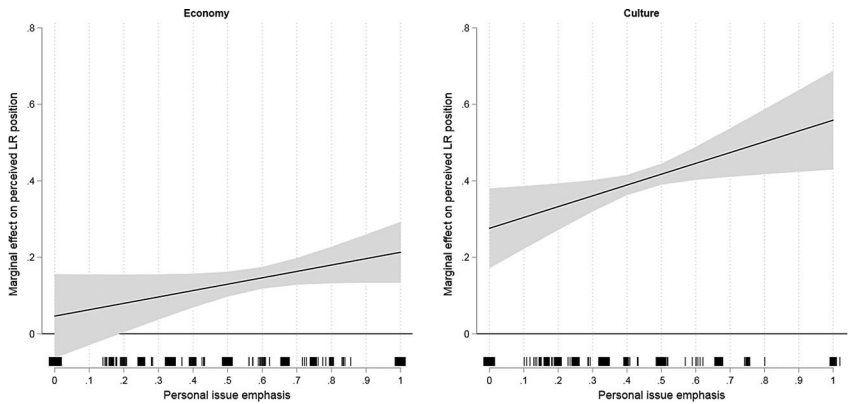 Economy
Marginal effect on perceived LR position
.8
.6
.4
.2
0
0 .1 .2 .3 .4 .5 .6 .7 .8 .9 1
Personal issue emphasis
Culture
Marginal effect on perceived LR position
.8
.6
.4
.2
0
0 .1 .2 .3 .4 .5 .6 .7 .8 .9 1
Personal issue emphasis